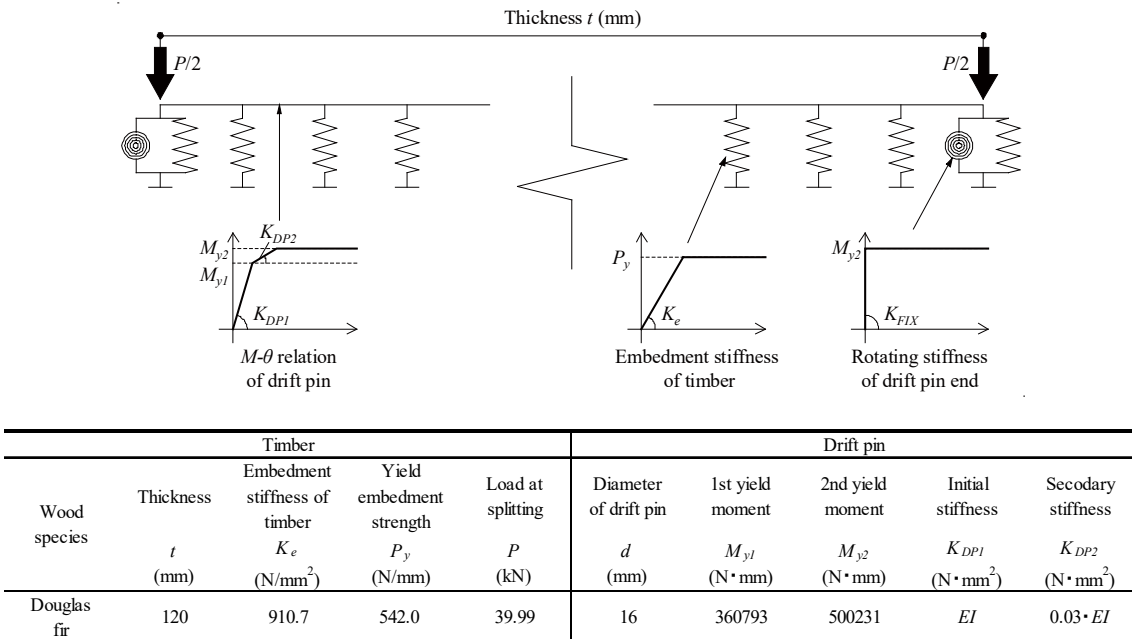 Thickness t (mm)
P/2
P/2
K_DP2
M_y2
M_y1
K_DP1
P_y
K_e
M_y2
K_FIX
M-θ relation
of drift pin
Embedment stiffness
of timber
Rotating stiffness
of drift pin end
Timber
Drift pin
Wood
species
Thickness
t
(mm)
Embedment
stiffness of
timber
K_e
(N/mm²)
Yield
embedment
strength
P_y
(N/mm)
Load at
splitting
P
(kN)
Diameter
of drift pin
d
(mm)
1st yield
moment
M_y1
(N・mm)
2nd yield
moment
M_y2
(N・mm)
Initial
stiffness
K_DP1
(N・mm²)
Secodary
stiffness
K_DP2
(N・mm²)
Douglas
fir
120
910.7
542.0
39.99
16
360793
500231
EI
0.03・EI